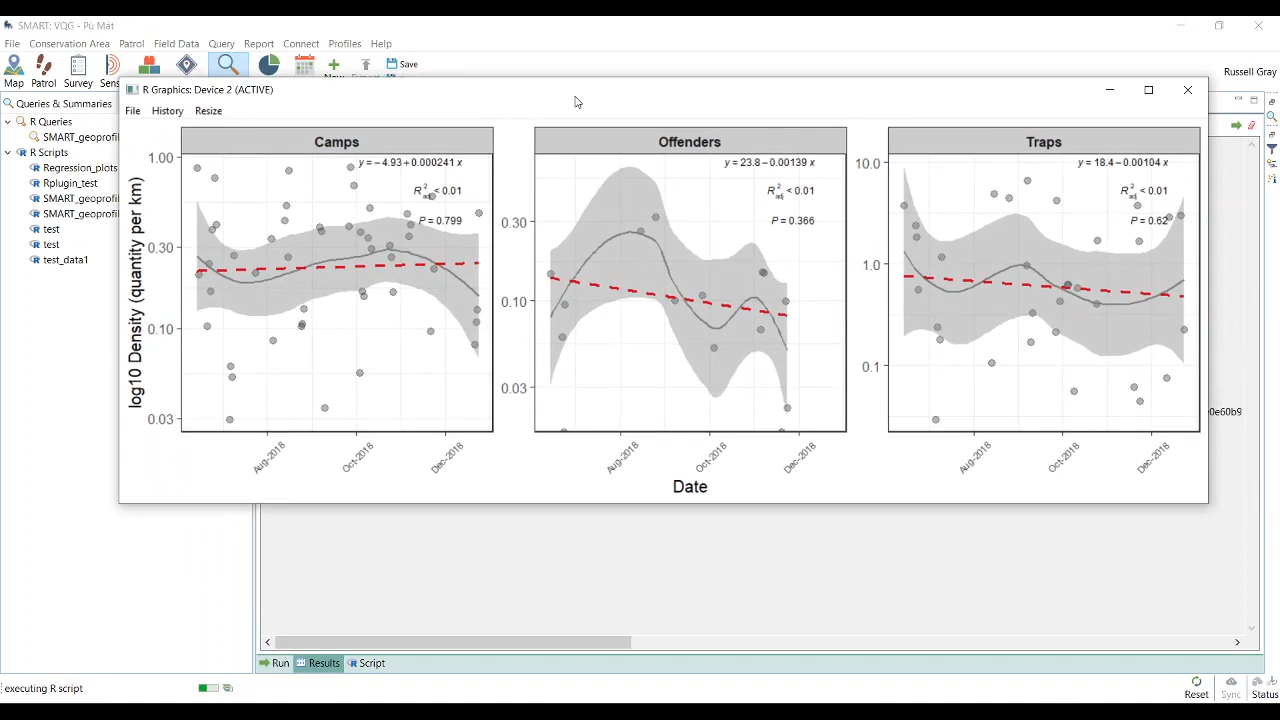 SMART: VQG - Pù Mát
File Conservation Area Patrol Field Data Query Report Connect Profiles Help
Save
Map Patrol Survey
Russell Gray
Queries & Summaries
R Queries
SMART_geoprofil
R Scripts
Regression_plots
Rplugin_test
SMART_geoprofil
SMART_geoprofil
test
test
test_data1
R Graphics: Device 2 (ACTIVE)
File History Resize
Camps Offenders Traps
y = −4.93 + 0.000241 x
R²adj < 0.01
P = 0.799
y = 23.8 − 0.00139 x
R²adj < 0.01
P = 0.366
y = 18.4 − 0.00104 x
R²adj < 0.01
P = 0.62
log10 Density (quantity per km)
1.00
0.30
0.10
0.03
0.30
0.10
0.03
10.0
1.0
0.1
Aug-2018 Oct-2018 Dec-2018
Aug-2018 Oct-2018 Dec-2018
Aug-2018 Oct-2018 Dec-2018
Date
0e60b9
Run Results Script
executing R script
Reset Sync Status